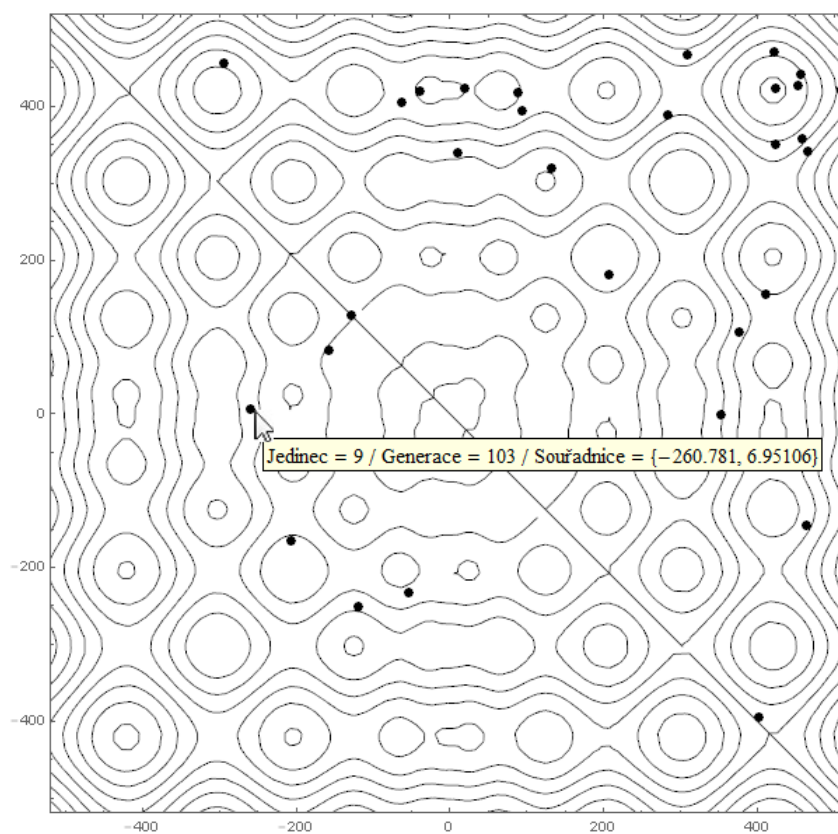 400
200
0
Jedinec = 9 / Generace = 103 / Souřadnice = {−260.781, 6.95106}
−200
−400
−400 −200 0 200 400